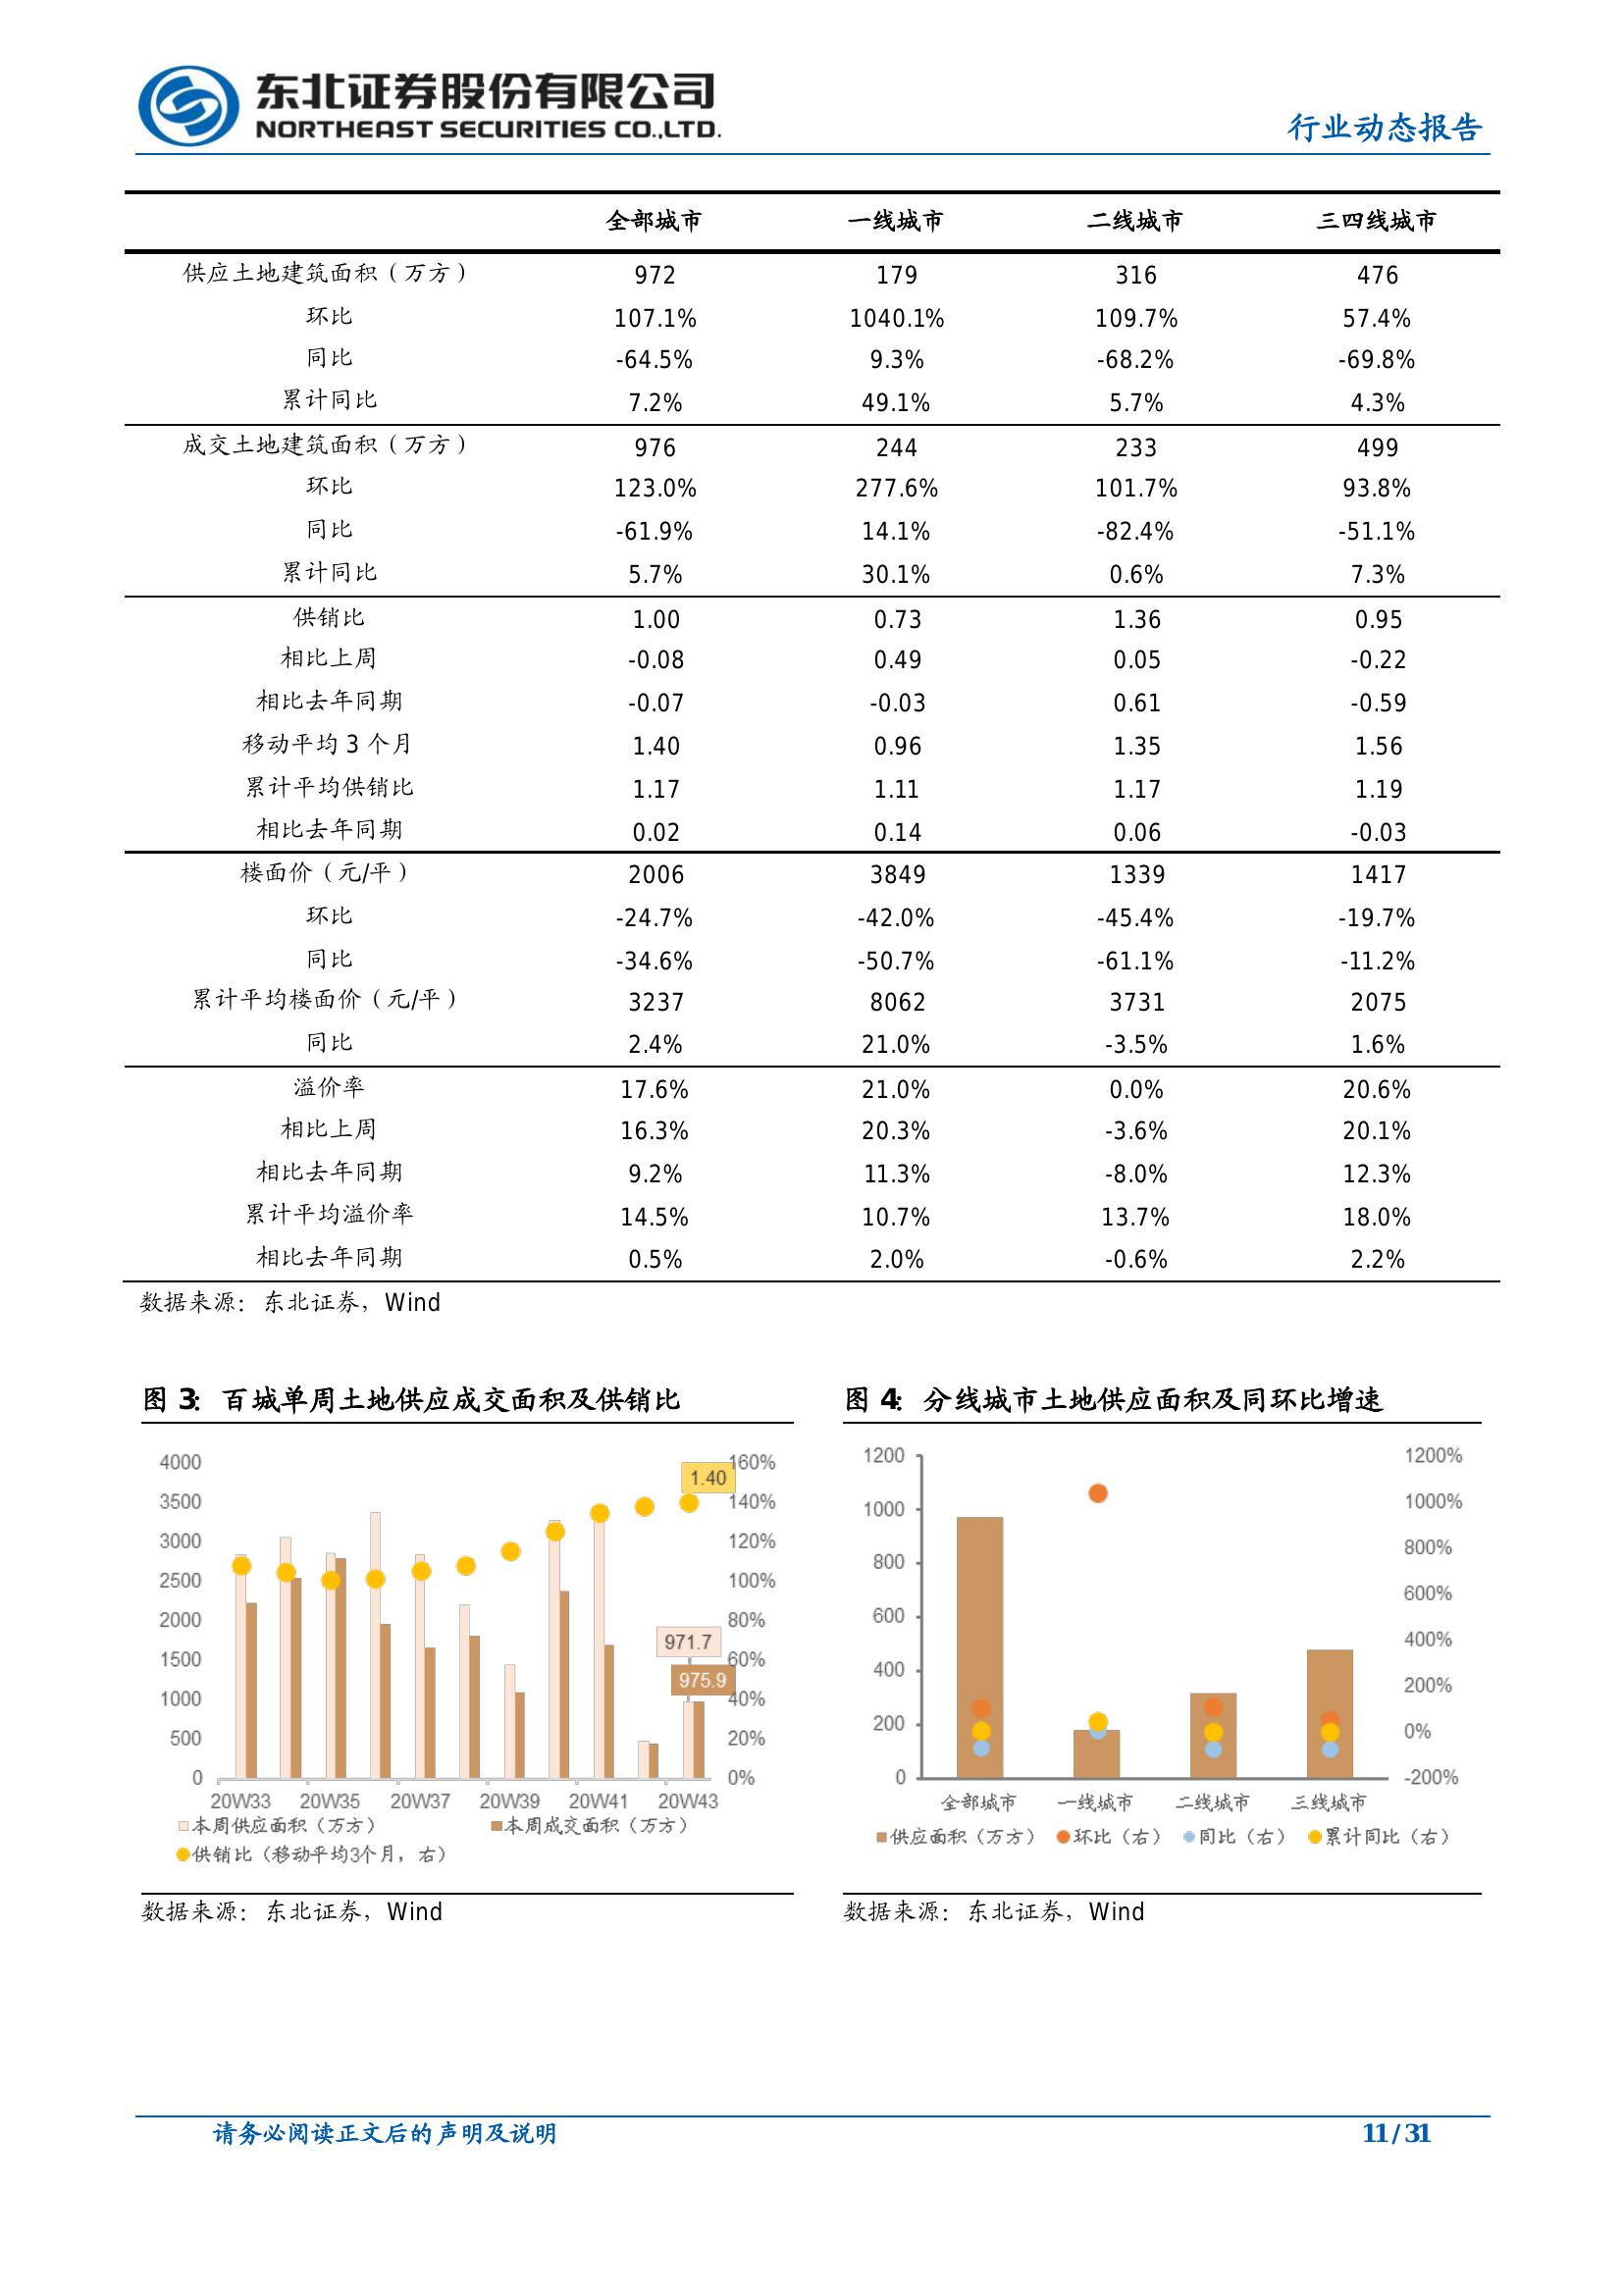 东北证券股份有限公司
NORTHEAST SECURITIES CO.,LTD.
行业动态报告
全部城市 一线城市 二线城市 三四线城市
供应土地建筑面积（万方） 972 179 316 476
环比 107.1% 1040.1% 109.7% 57.4%
同比 -64.5% 9.3% -68.2% -69.8%
累计同比 7.2% 49.1% 5.7% 4.3%
成交土地建筑面积（万方） 976 244 233 499
环比 123.0% 277.6% 101.7% 93.8%
同比 -61.9% 14.1% -82.4% -51.1%
累计同比 5.7% 30.1% 0.6% 7.3%
供销比 1.00 0.73 1.36 0.95
相比上周 -0.08 0.49 0.05 -0.22
相比去年同期 -0.07 -0.03 0.61 -0.59
移动平均 3 个月 1.40 0.96 1.35 1.56
累计平均供销比 1.17 1.11 1.17 1.19
相比去年同期 0.02 0.14 0.06 -0.03
楼面价（元/平） 2006 3849 1339 1417
环比 -24.7% -42.0% -45.4% -19.7%
同比 -34.6% -50.7% -61.1% -11.2%
累计平均楼面价（元/平） 3237 8062 3731 2075
同比 2.4% 21.0% -3.5% 1.6%
溢价率 17.6% 21.0% 0.0% 20.6%
相比上周 16.3% 20.3% -3.6% 20.1%
相比去年同期 9.2% 11.3% -8.0% 12.3%
累计平均溢价率 14.5% 10.7% 13.7% 18.0%
相比去年同期 0.5% 2.0% -0.6% 2.2%
数据来源：东北证券，Wind
图 3：百城单周土地供应成交面积及供销比
4000 160%
1.40
3500 140%
3000 120%
2500 100%
2000 80%
971.7
1500 60%
975.9
1000 40%
500 20%
0 0%
20W33 20W35 20W37 20W39 20W41 20W43
本周供应面积（万方） 本周成交面积（万方）
供销比（移动平均3个月，右）
数据来源：东北证券，Wind
图 4：分线城市土地供应面积及同环比增速
1200 1200%
1000 1000%
800 800%
600%
600
400%
400
200%
200 0%
0 -200%
全部城市 一线城市 二线城市 三线城市
供应面积（万方） 环比（右） 同比（右） 累计同比（右）
数据来源：东北证券，Wind
请务必阅读正文后的声明及说明
11 / 31